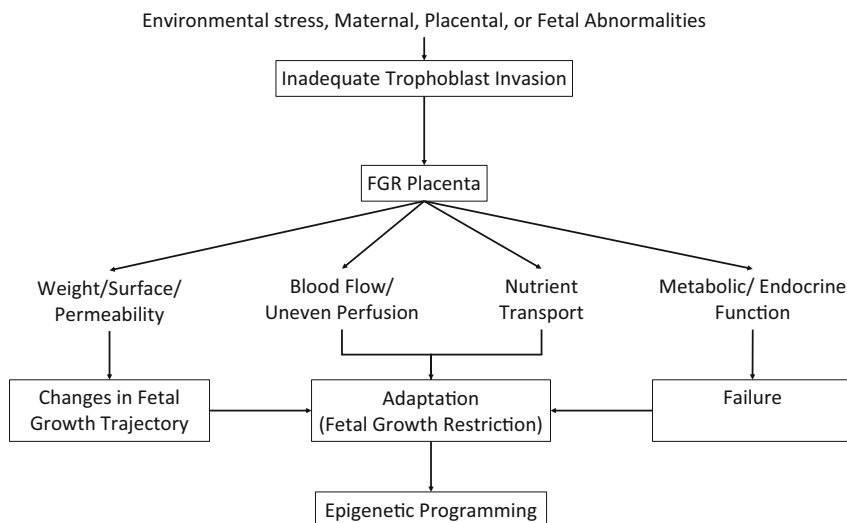 Environmental stress, Maternal, Placental, or Fetal Abnormalities
Inadequate Trophoblast Invasion
FGR Placenta
Weight/Surface/
Permeability
Blood Flow/
Uneven Perfusion
Nutrient
Transport
Metabolic/ Endocrine
Function
Changes in Fetal
Growth Trajectory
Adaptation
(Fetal Growth Restriction)
Failure
Epigenetic Programming